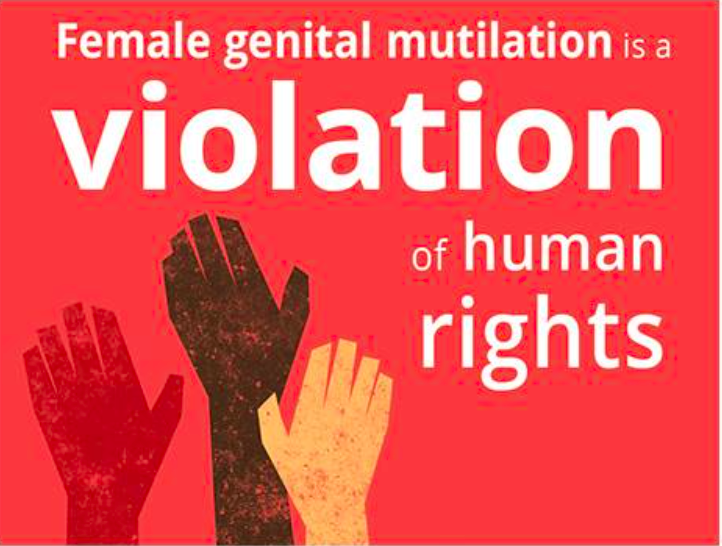 Female genital mutilation is a
violation
of human
rights